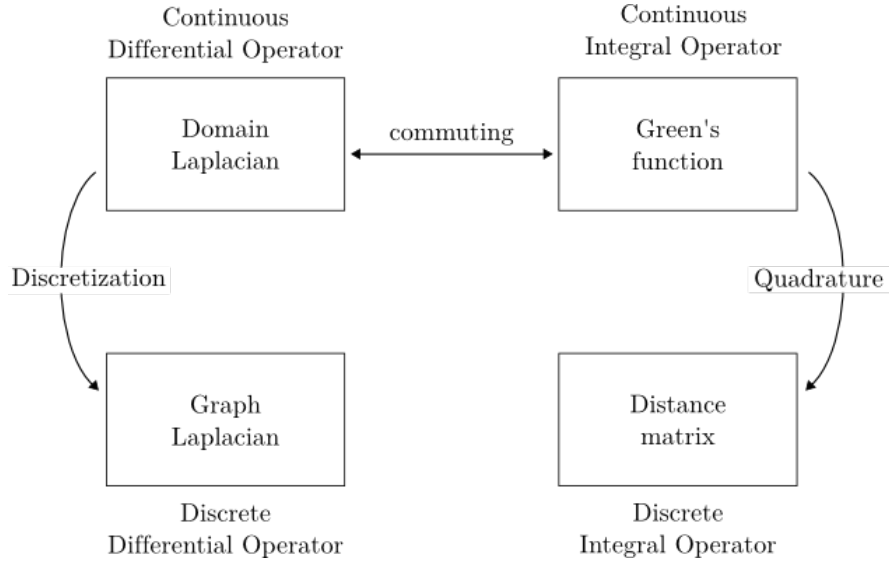 Continuous
Differential Operator
Continuous
Integral Operator
Domain
Laplacian
commuting
Green's
function
Discretization
Quadrature
Graph
Laplacian
Distance
matrix
Discrete
Differential Operator
Discrete
Integral Operator